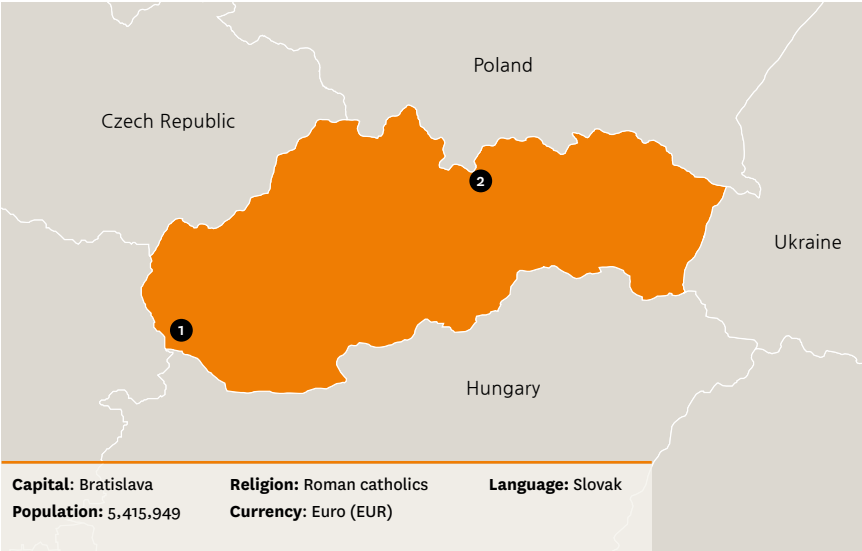 Poland
Czech Republic
2
Ukraine
1
Hungary
Capital: Bratislava
Religion: Roman catholics
Language: Slovak
Population: 5,415,949
Currency: Euro (EUR)